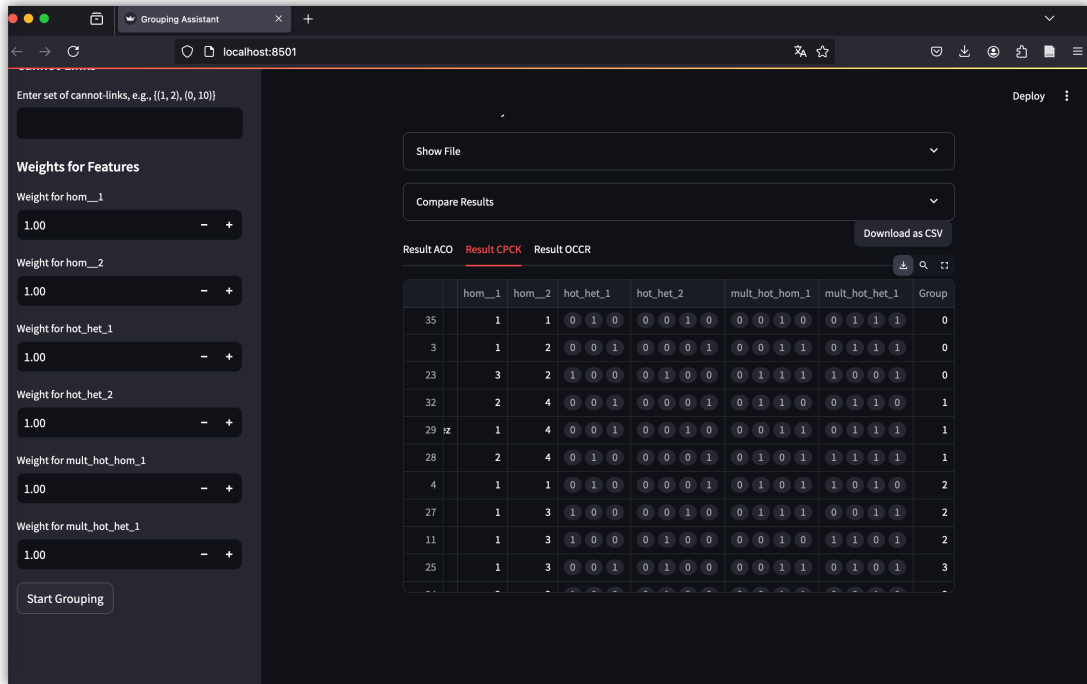 Grouping Assistant
localhost:8501
Deploy
Cannot-Links
Enter set of cannot-links, e.g., {(1, 2), (0, 10)}
Weights for Features
Weight for hom__1
1.00 − +
Weight for hom__2
1.00 − +
Weight for hot_het_1
1.00 − +
Weight for hot_het_2
1.00 − +
Weight for mult_hot_hom_1
1.00 − +
Weight for mult_hot_het_1
1.00 − +
Start Grouping
Show File
Compare Results
Download as CSV
Result ACO Result CPCK Result OCCR
hom__1 hom__2 hot_het_1 hot_het_2 mult_hot_hom_1 mult_hot_het_1 Group
35 1 1 0 1 0 0 0 1 0 0 0 1 0 0 1 1 1 0
3 1 2 0 0 1 0 0 0 1 0 0 1 1 0 1 1 1 0
23 3 2 1 0 0 0 1 0 0 0 1 1 1 1 0 0 1 0
32 2 4 0 0 1 0 0 0 1 0 1 1 0 0 1 1 0 1
29 ez 1 4 0 0 1 0 0 1 0 0 0 1 1 0 1 1 1 1
28 2 4 0 1 0 0 0 0 1 0 1 0 1 1 1 1 1 1
4 1 1 0 1 0 0 0 0 1 0 1 0 1 1 0 1 0 2
27 1 3 1 0 0 0 0 1 0 0 1 1 1 0 0 1 1 2
11 1 3 1 0 0 0 1 0 0 0 0 1 0 1 1 0 1 2
25 1 3 0 0 1 0 1 0 0 0 0 1 1 0 1 0 1 3